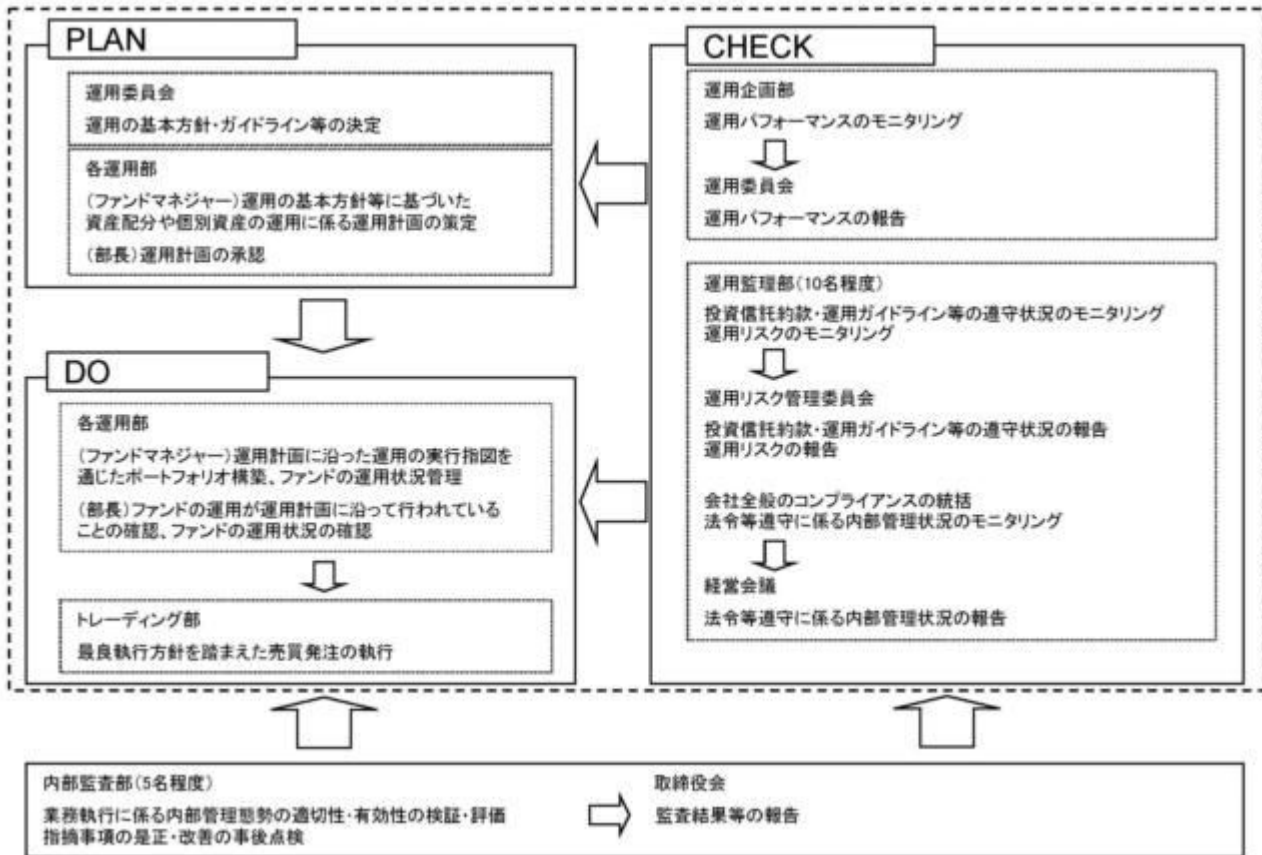 PLAN
運用委員会
運用の基本方針・ガイドライン等の決定
各運用部
(ファンドマネジャー)運用の基本方針等に基づいた
資産配分や個別資産の運用に係る運用計画の策定
(部長)運用計画の承認
DO
各運用部
(ファンドマネジャー)運用計画に沿った運用の実行指図を
通じたポートフォリオ構築、ファンドの運用状況管理
(部長)ファンドの運用が運用計画に沿って行われている
ことの確認、ファンドの運用状況の確認
トレーディング部
最良執行方針を踏まえた売買発注の執行
CHECK
運用企画部
運用パフォーマンスのモニタリング
運用委員会
運用パフォーマンスの報告
運用監理部(10名程度)
投資信託約款・運用ガイドライン等の遵守状況のモニタリング
運用リスクのモニタリング
運用リスク管理委員会
投資信託約款・運用ガイドライン等の遵守状況の報告
運用リスクの報告
会社全般のコンプライアンスの統括
法令等遵守に係る内部管理状況のモニタリング
経営会議
法令等遵守に係る内部管理状況の報告
内部監査部(5名程度)
業務執行に係る内部管理態勢の適切性・有効性の検証・評価
指摘事項の是正・改善の事後点検
取締役会
監査結果等の報告